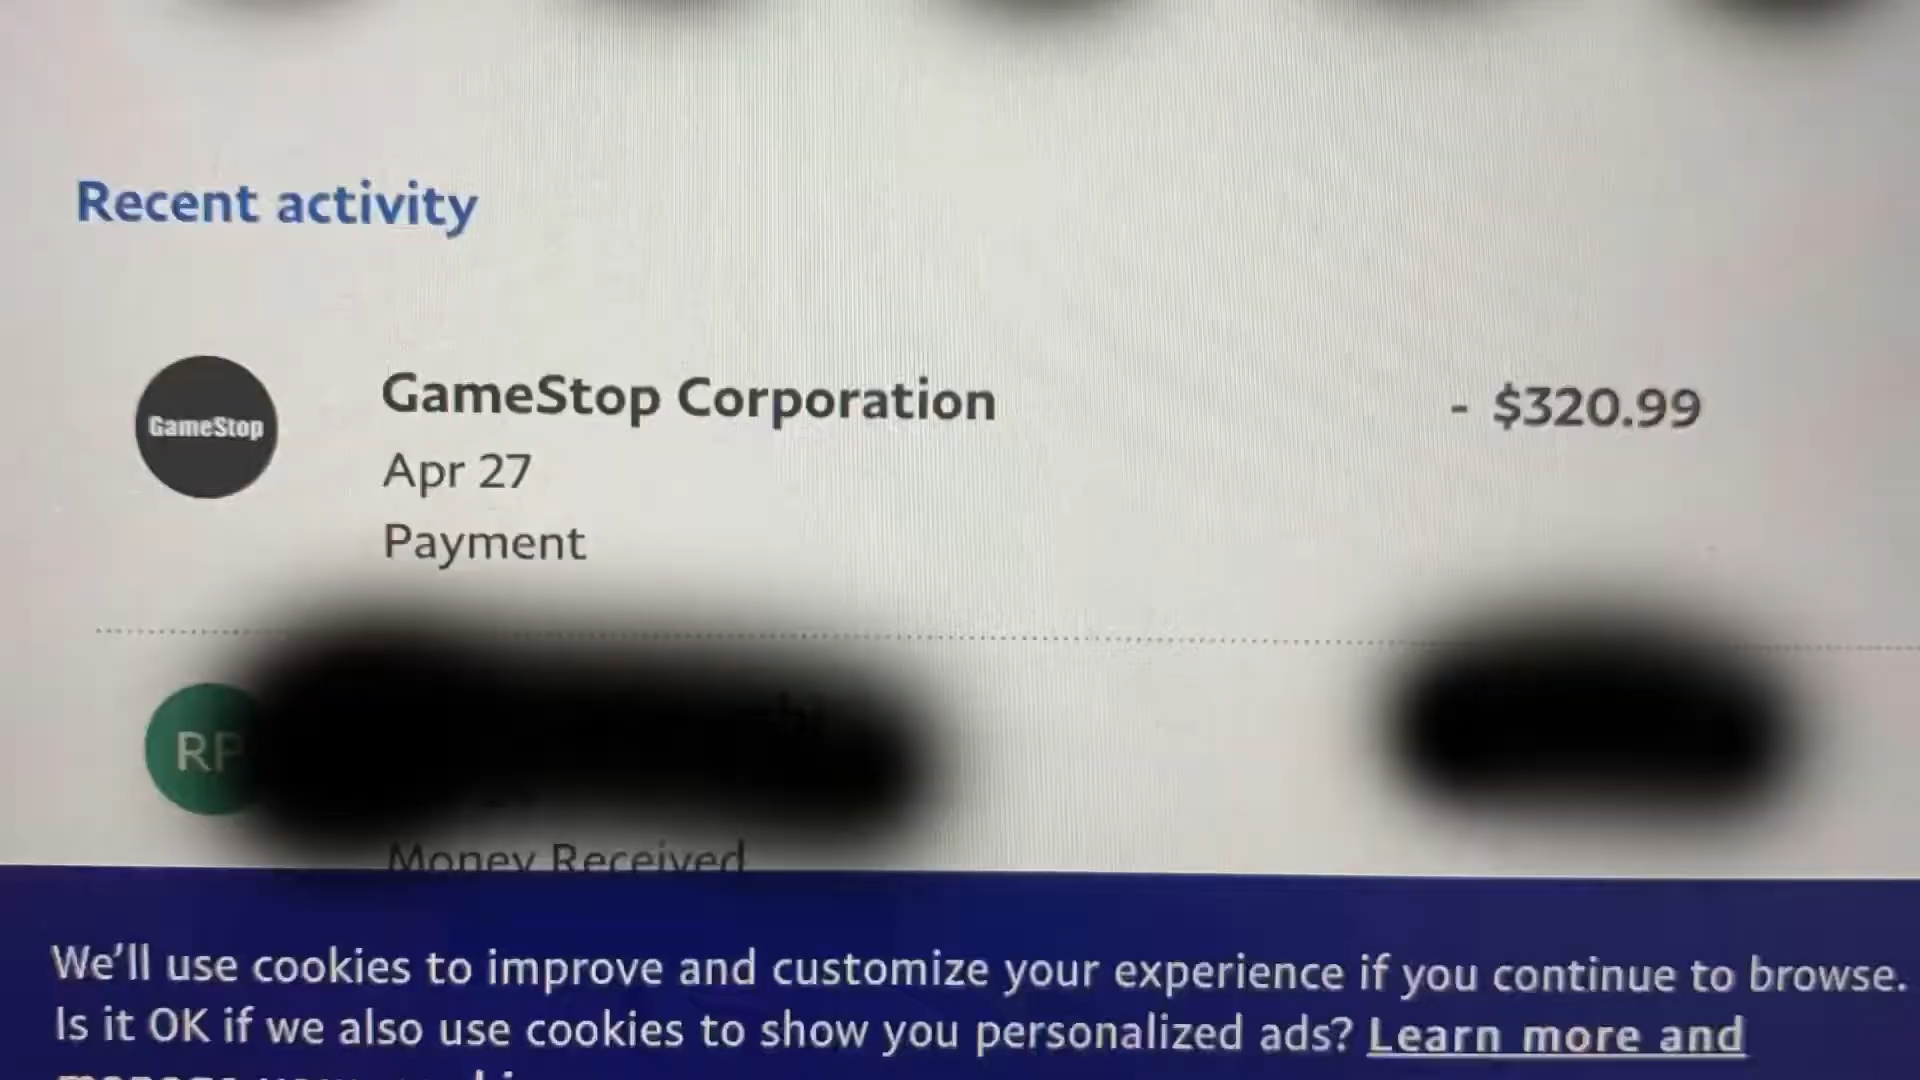 Recent activity
GameStop
GameStop Corporation
- $320.99
Apr 27
Payment
RP
Money Received
We'll use cookies to improve and customize your experience if you continue to browse.
Is it OK if we also use cookies to show you personalized ads? Learn more and